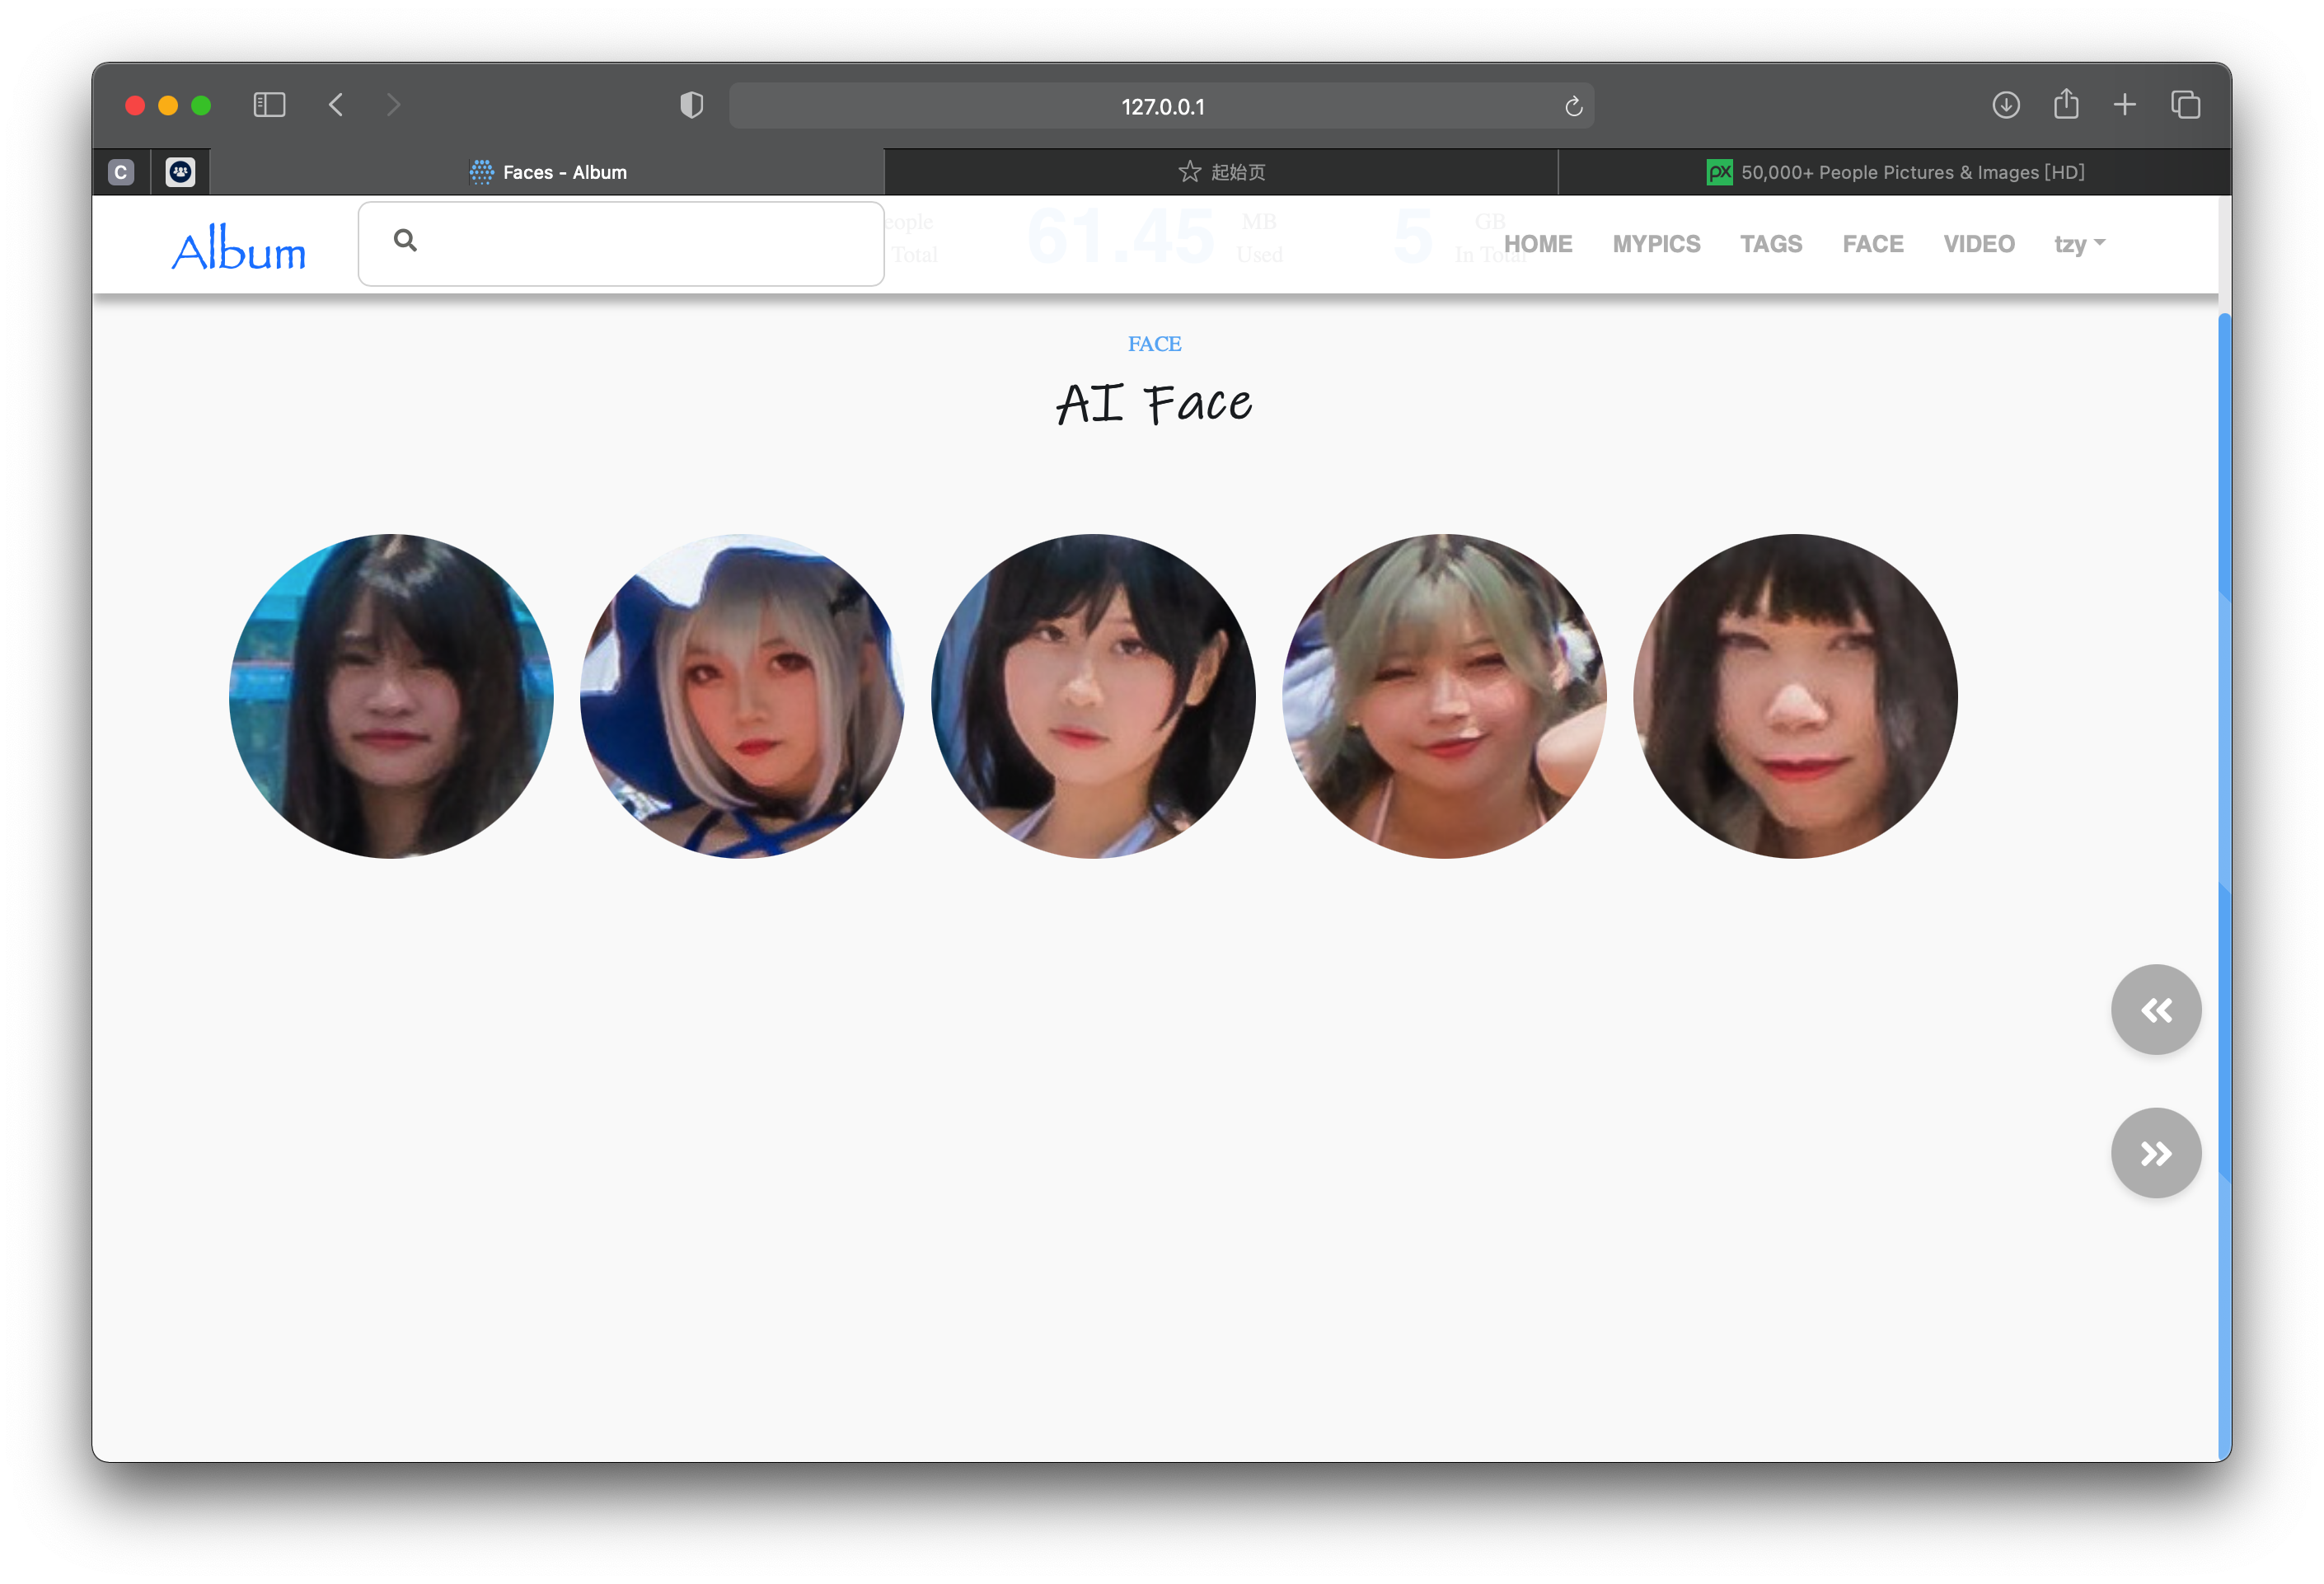 127.0.0.1
C
Faces - Album
起始页
px 50,000+ People Pictures & Images [HD]
Album
eople
Total
61.45
MB
Used
5
GB
In Total
HOME MYPICS TAGS FACE VIDEO tzy
FACE
AI Face